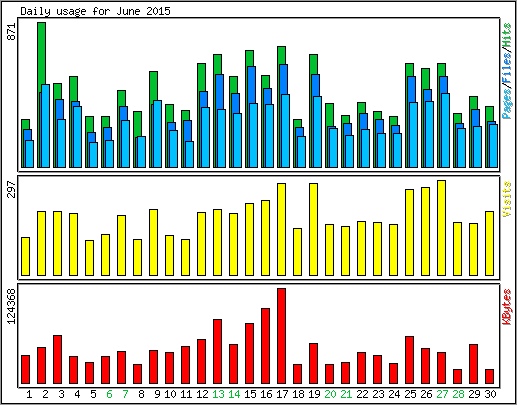 Daily usage for June 2015
871
Pages/Files/Hits
297
Visits
124368
KBytes
1 2 3 4 5 6 7 8 9 10 11 12 13 14 15 16 17 18 19 20 21 22 23 24 25 26 27 28 29 30